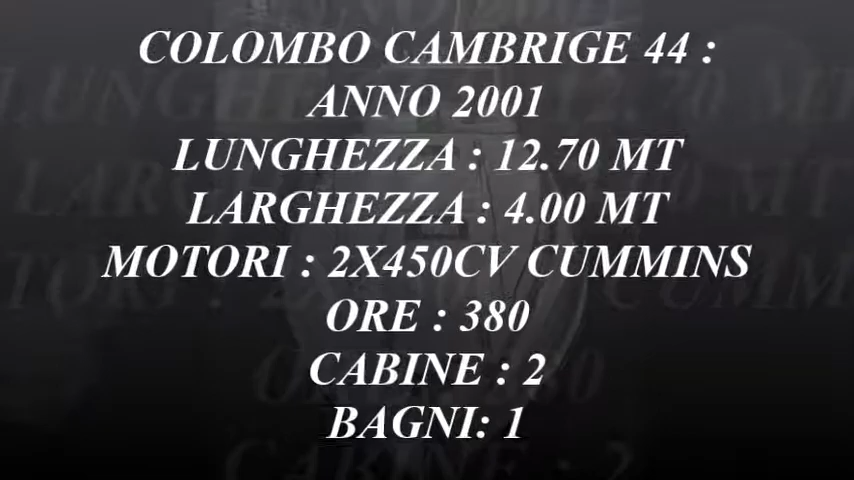 COLOMBO CAMBRIGE 44 :
ANNO 2001
LUNGHEZZA : 12.70 MT
LARGHEZZA : 4.00 MT
MOTORI : 2X450CV CUMMINS
ORE : 380
CABINE : 2
BAGNI: 1